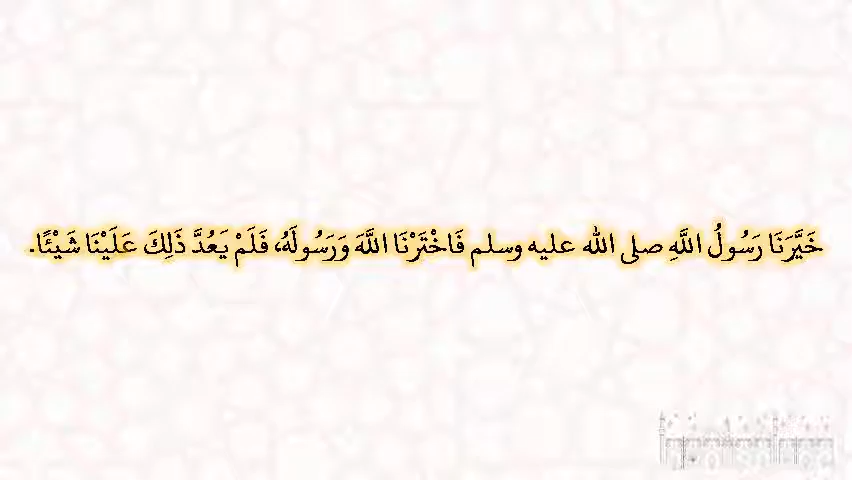 خَيَّرَنَا رَسُولُ اللَّهِ صلى الله عليه وسلم فَاخْتَرْنَا اللَّهَ وَرَسُولَهُ، فَلَمْ يَعُدَّ ذَلِكَ عَلَيْنَا شَيْئًا.